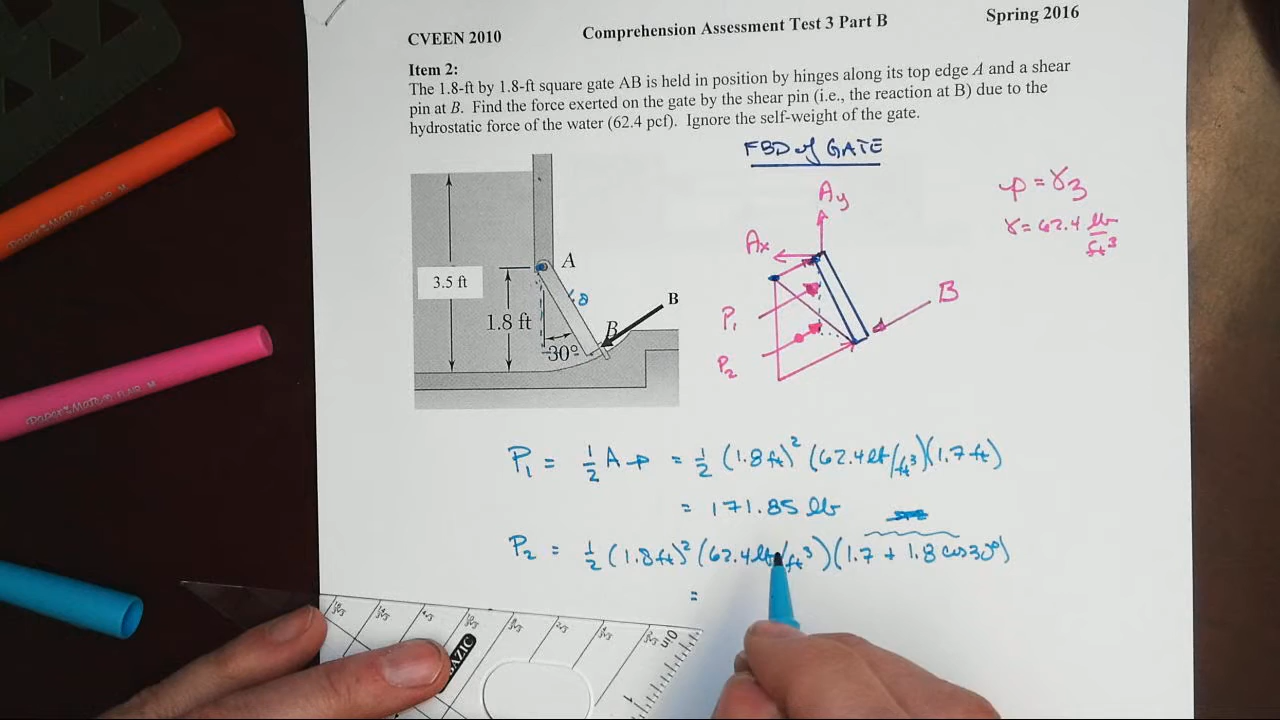 CVEEN 2010 Comprehension Assessment Test 3 Part B Spring 2016
Item 2:
The 1.8-ft by 1.8-ft square gate AB is held in position by hinges along its top edge A and a shear
pin at B. Find the force exerted on the gate by the shear pin (i.e., the reaction at B) due to the
hydrostatic force of the water (62.4 pcf). Ignore the self-weight of the gate.
FBD of GATE
Ay
Ax
B
P1
P2
p = γz
γ = 62.4 lb/ft³
A
3.5 ft
1.8 ft
1.8
30°
B
B
P1 = 1/2 A p = 1/2 (1.8 ft)² (62.4 lb/ft³)(1.7 ft)
= 171.85 lb
P2 = 1/2 (1.8 ft)² (62.4 lb/ft³)(1.7 + 1.8 cos 30°)
=